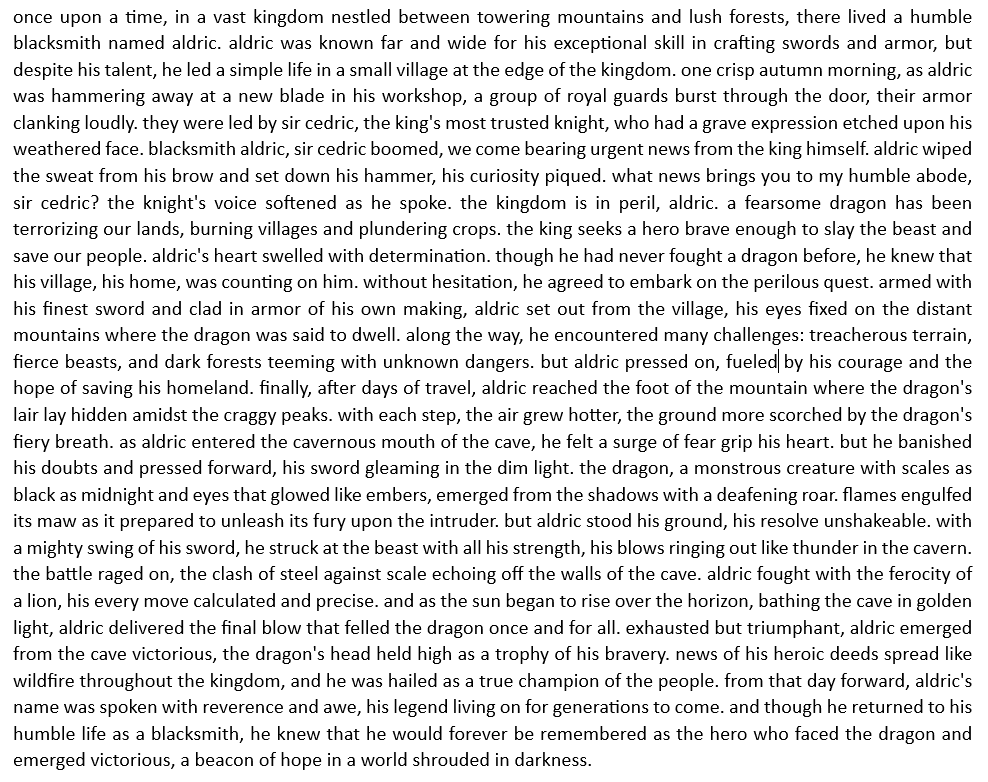 once upon a time, in a vast kingdom nestled between towering mountains and lush forests, there lived a humble
blacksmith named aldric. aldric was known far and wide for his exceptional skill in crafting swords and armor, but
despite his talent, he led a simple life in a small village at the edge of the kingdom. one crisp autumn morning, as aldric
was hammering away at a new blade in his workshop, a group of royal guards burst through the door, their armor
clanking loudly. they were led by sir cedric, the king's most trusted knight, who had a grave expression etched upon his
weathered face. blacksmith aldric, sir cedric boomed, we come bearing urgent news from the king himself. aldric wiped
the sweat from his brow and set down his hammer, his curiosity piqued. what news brings you to my humble abode,
sir cedric? the knight's voice softened as he spoke. the kingdom is in peril, aldric. a fearsome dragon has been
terrorizing our lands, burning villages and plundering crops. the king seeks a hero brave enough to slay the beast and
save our people. aldric's heart swelled with determination. though he had never fought a dragon before, he knew that
his village, his home, was counting on him. without hesitation, he agreed to embark on the perilous quest. armed with
his finest sword and clad in armor of his own making, aldric set out from the village, his eyes fixed on the distant
mountains where the dragon was said to dwell. along the way, he encountered many challenges: treacherous terrain,
fierce beasts, and dark forests teeming with unknown dangers. but aldric pressed on, fueled by his courage and the
hope of saving his homeland. finally, after days of travel, aldric reached the foot of the mountain where the dragon's
lair lay hidden amidst the craggy peaks. with each step, the air grew hotter, the ground more scorched by the dragon's
fiery breath. as aldric entered the cavernous mouth of the cave, he felt a surge of fear grip his heart. but he banished
his doubts and pressed forward, his sword gleaming in the dim light. the dragon, a monstrous creature with scales as
black as midnight and eyes that glowed like embers, emerged from the shadows with a deafening roar. flames engulfed
its maw as it prepared to unleash its fury upon the intruder. but aldric stood his ground, his resolve unshakeable. with
a mighty swing of his sword, he struck at the beast with all his strength, his blows ringing out like thunder in the cavern.
the battle raged on, the clash of steel against scale echoing off the walls of the cave. aldric fought with the ferocity of
a lion, his every move calculated and precise. and as the sun began to rise over the horizon, bathing the cave in golden
light, aldric delivered the final blow that felled the dragon once and for all. exhausted but triumphant, aldric emerged
from the cave victorious, the dragon's head held high as a trophy of his bravery. news of his heroic deeds spread like
wildfire throughout the kingdom, and he was hailed as a true champion of the people. from that day forward, aldric's
name was spoken with reverence and awe, his legend living on for generations to come. and though he returned to his
humble life as a blacksmith, he knew that he would forever be remembered as the hero who faced the dragon and
emerged victorious, a beacon of hope in a world shrouded in darkness.